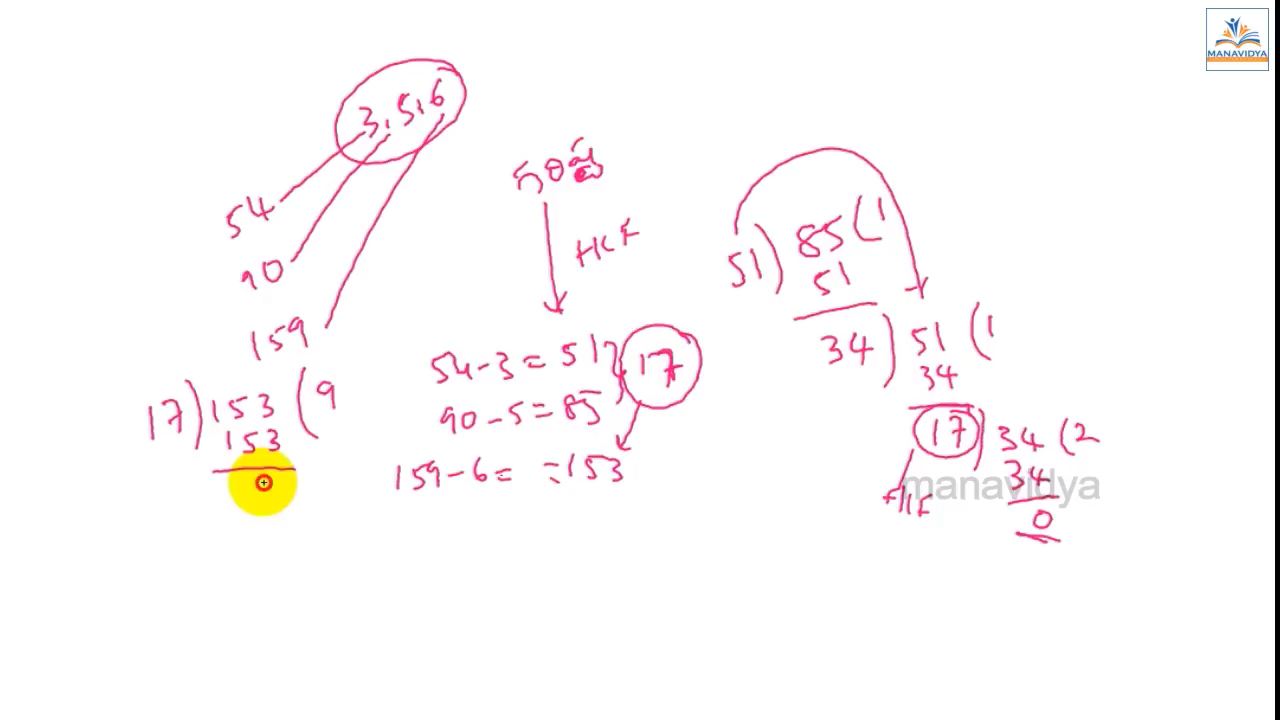 MANAVIDYA
3, 5, 6
54
90
159
గరిష్ఠ
HCF
54-3=51
90-5=85
159-6= =153
17
17) 153 (9
153
0
51) 85 (1
51
34) 51 (1
34
17) 34 (2
34
0
HCF
manavidya